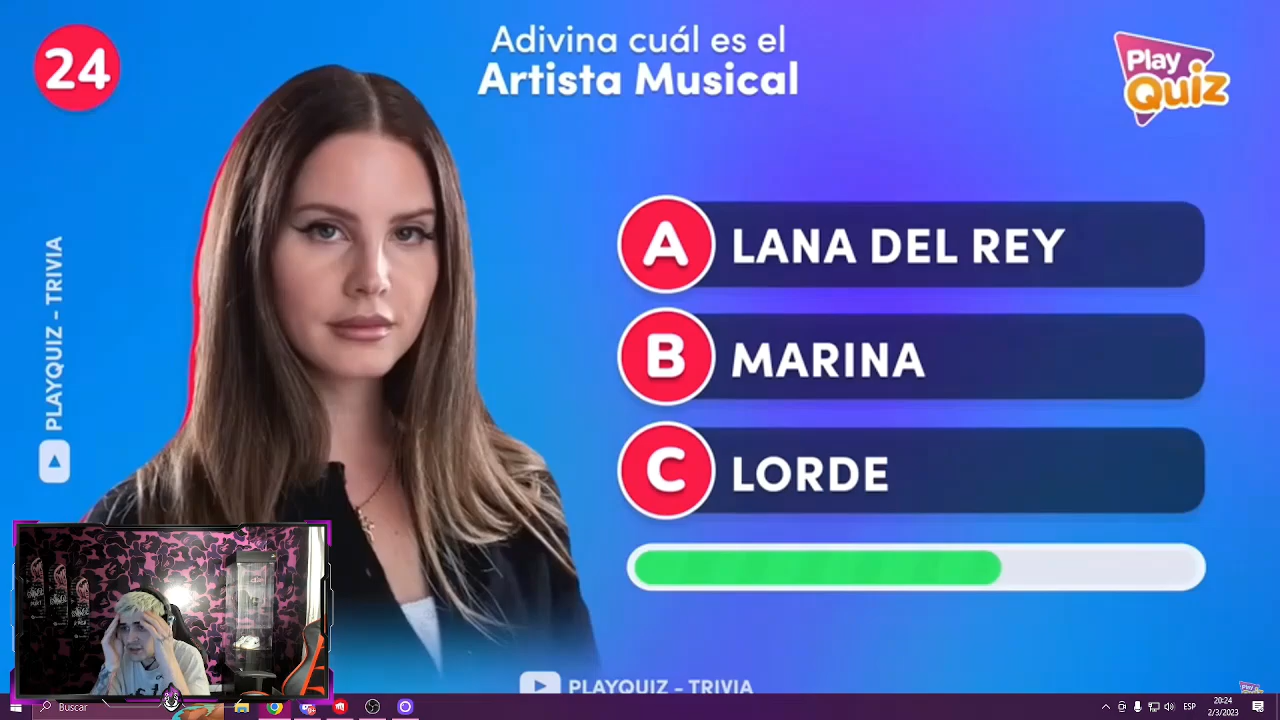 24
Adivina cuál es el
Artista Musical
Play
Quiz
PLAYQUIZ - TRIVIA
A LANA DEL REY
B MARINA
C LORDE
PLAYQUIZ - TRIVIA
Buscar
ESP
20:24
2/3/2023